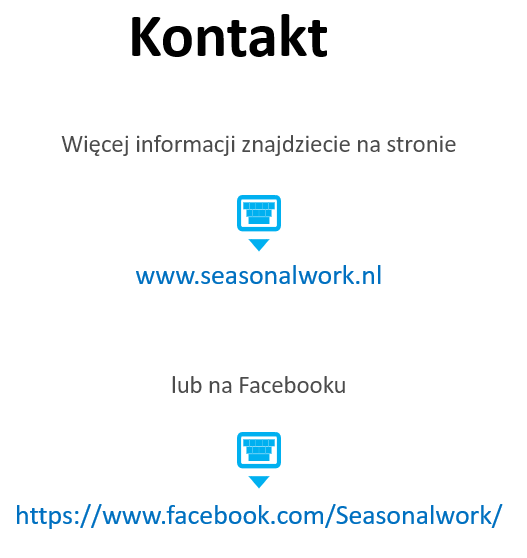 Kontakt
Więcej informacji znajdziecie na stronie
www.seasonalwork.nl
lub na Facebooku
https://www.facebook.com/Seasonalwork/